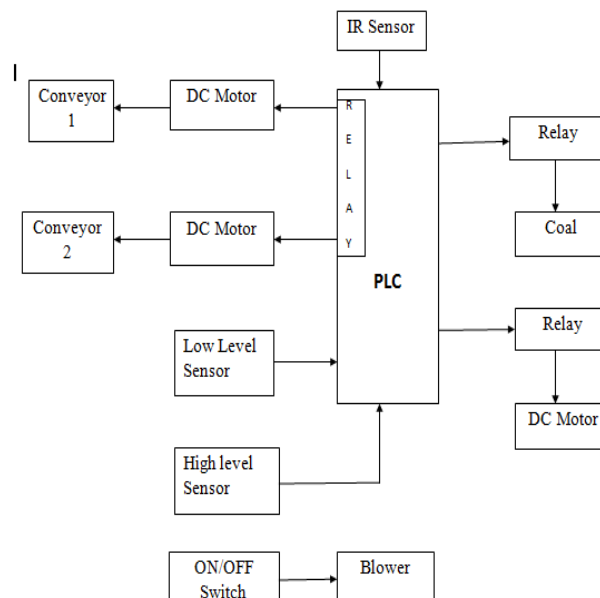 IR Sensor
Conveyor
1
DC Motor
R
E
L
A
Y
Relay
Coal
Conveyor
2
DC Motor
PLC
Relay
DC Motor
Low Level
Sensor
High level
Sensor
ON/OFF
Switch
Blower